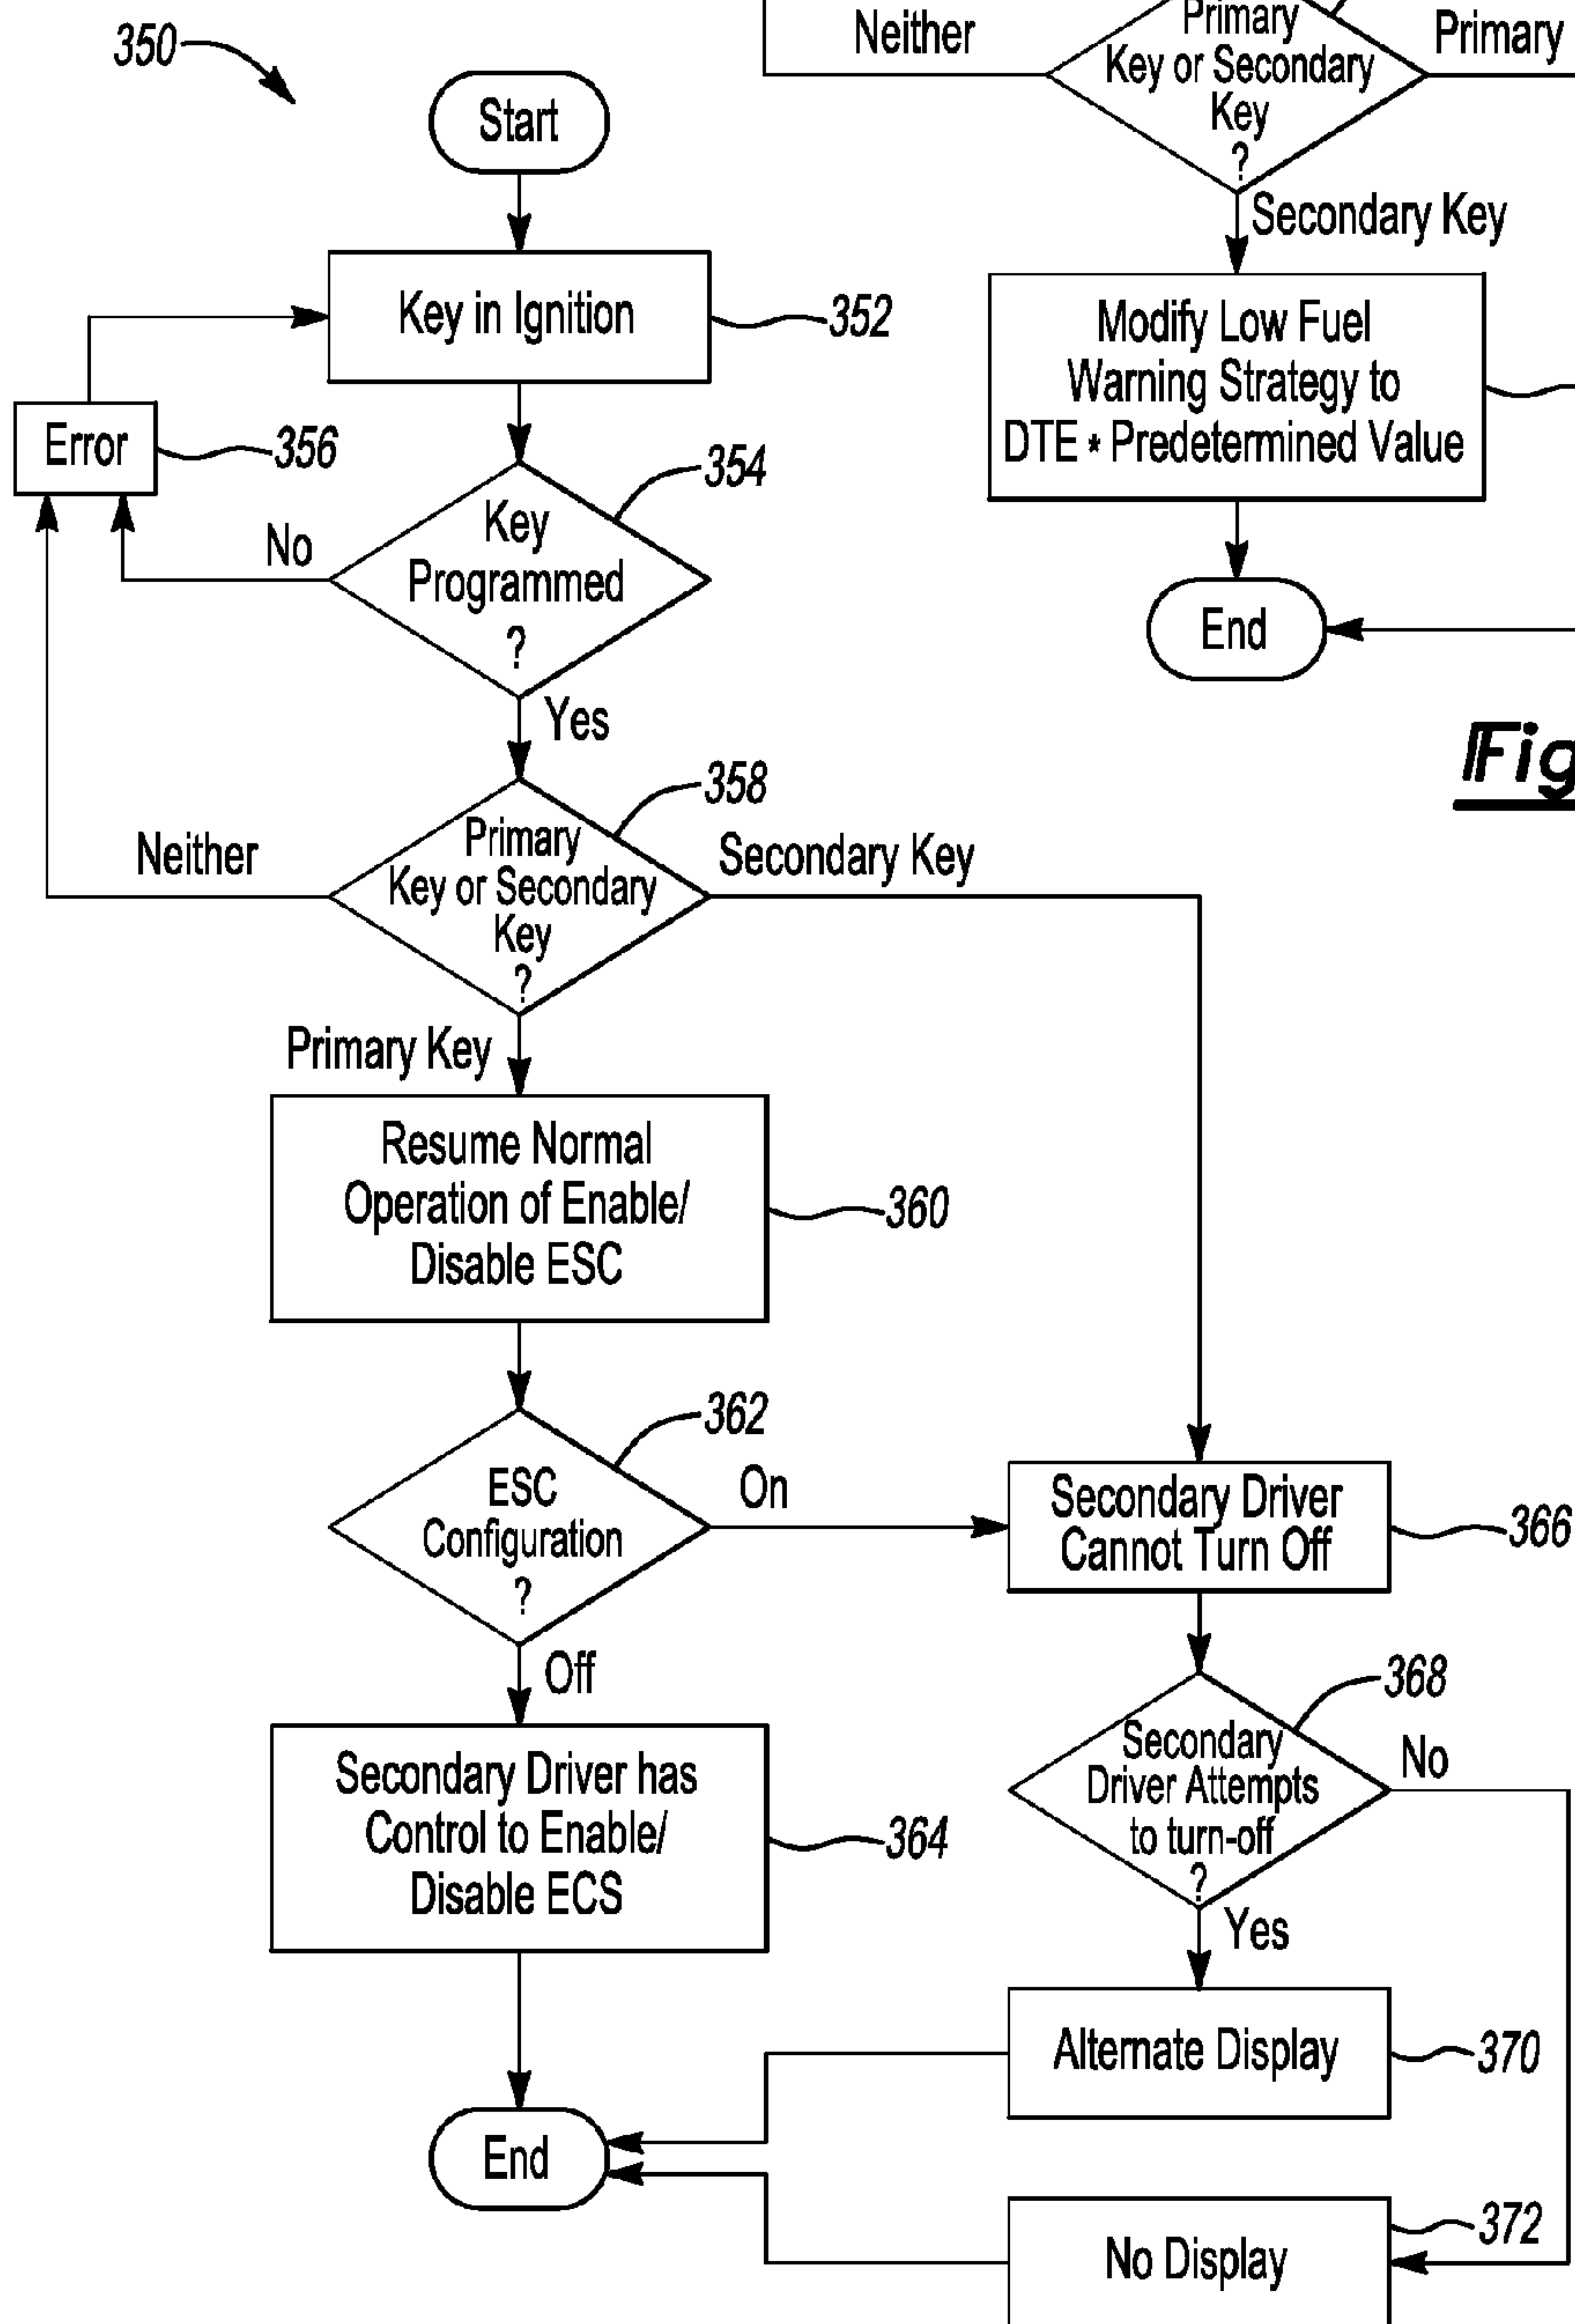 350
Start
Key in Ignition
352
Error
356
354
Key
Programmed
?
No
Yes
358
Primary
Key or Secondary
Key
?
Neither
Secondary Key
Primary Key
Resume Normal
Operation of Enable/
Disable ESC
360
362
ESC
Configuration
?
On
Off
Secondary Driver has
Control to Enable/
Disable ECS
364
Secondary Driver
Cannot Turn Off
366
368
Secondary
Driver Attempts
to turn-off
?
No
Yes
Alternate Display
370
No Display
372
End
Neither
Primary
Key or Secondary
Key
?
Primary
Secondary Key
Modify Low Fuel
Warning Strategy to
DTE * Predetermined Value
End
Fig